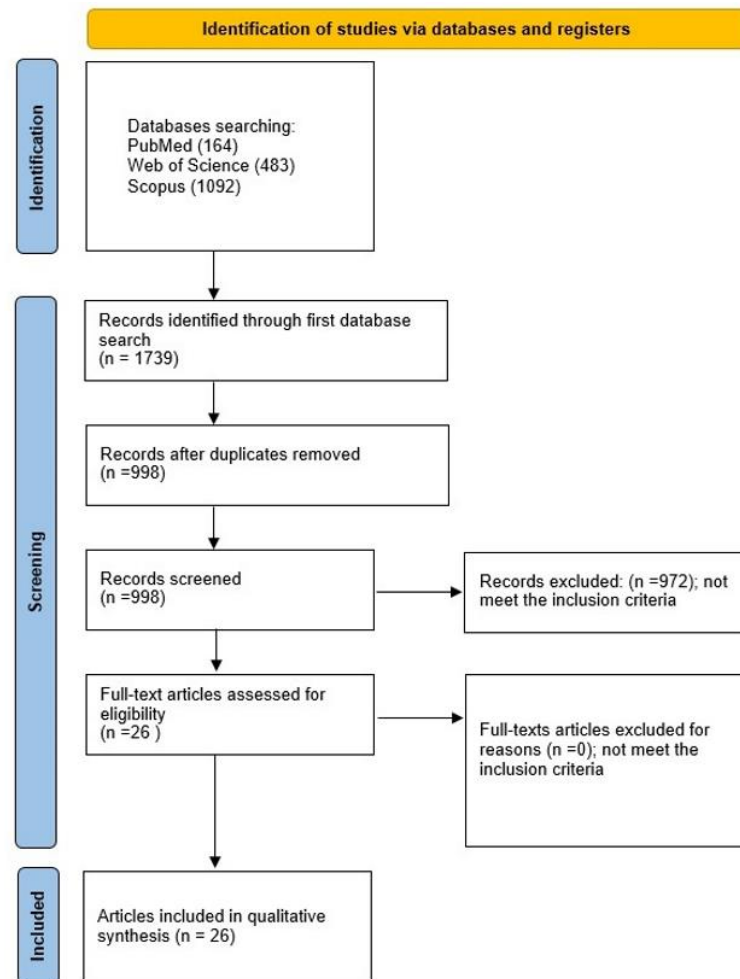 Identification of studies via databases and registers
Identification
Databases searching:
PubMed (164)
Web of Science (483)
Scopus (1092)
Screening
Records identified through first database
search
(n = 1739)
Records after duplicates removed
(n =998)
Records screened
(n =998)
Records excluded: (n =972); not
meet the inclusion criteria
Full-text articles assessed for
eligibility
(n =26 )
Full-texts articles excluded for
reasons (n =0); not meet the
inclusion criteria
Included
Articles included in qualitative
synthesis (n = 26)